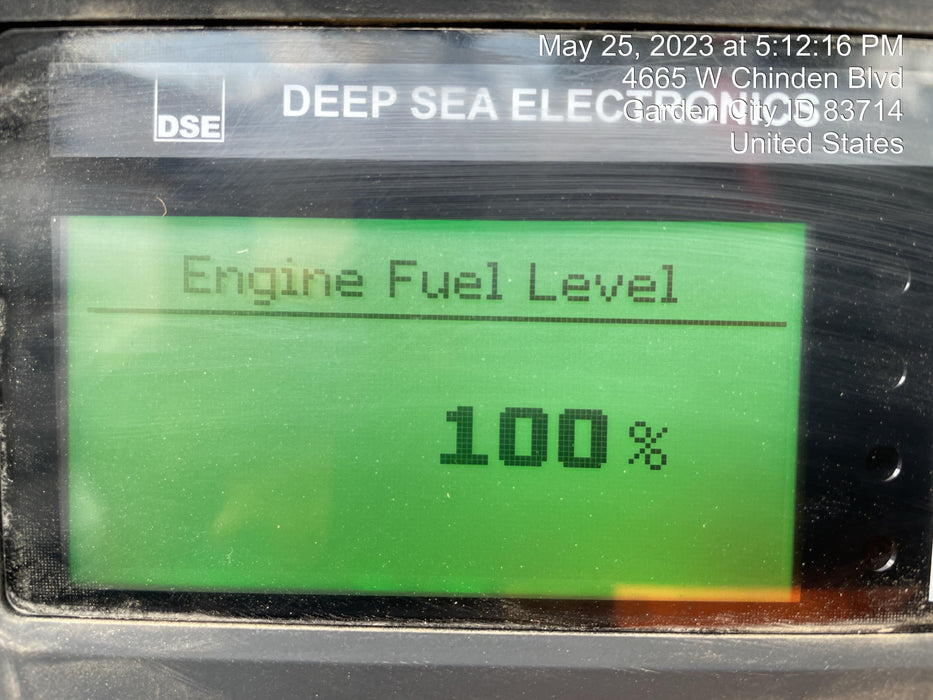 May 25, 2023 at 5:12:16 PM
4665 W Chinden Blvd
Garden City ID 83714
United States
DSE
DEEP SEA ELECTRONICS
Engine Fuel Level
100 %